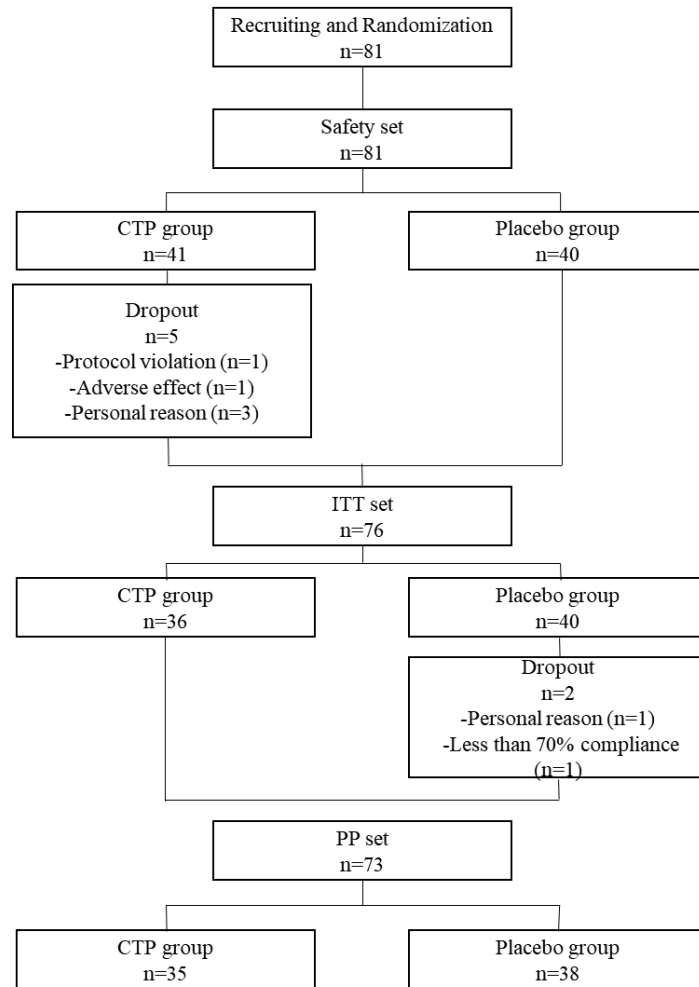 Recruiting and Randomization
n=81
Safety set
n=81
CTP group
n=41
Placebo group
n=40
Dropout
n=5
-Protocol violation (n=1)
-Adverse effect (n=1)
-Personal reason (n=3)
ITT set
n=76
CTP group
n=36
Placebo group
n=40
Dropout
n=2
-Personal reason (n=1)
-Less than 70% compliance
(n=1)
PP set
n=73
CTP group
n=35
Placebo group
n=38